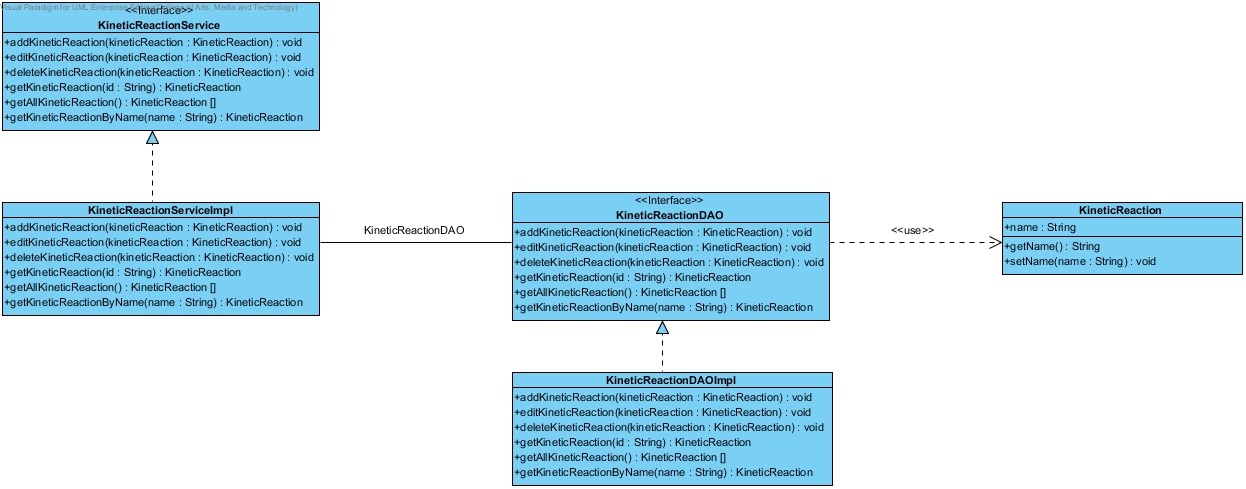 Visual Paradigm for UML Enterprise Arts, Media and Technology)
<<Interface>>
KineticReactionService
+addKineticReaction(kineticReaction : KineticReaction) : void
+editKineticReaction(kineticReaction : KineticReaction) : void
+deleteKineticReaction(kineticReaction : KineticReaction) : void
+getKineticReaction(id : String) : KineticReaction
+getAllKineticReaction() : KineticReaction []
+getKineticReactionByName(name : String) : KineticReaction
KineticReactionServiceImpl
+addKineticReaction(kineticReaction : KineticReaction) : void
+editKineticReaction(kineticReaction : KineticReaction) : void
+deleteKineticReaction(kineticReaction : KineticReaction) : void
+getKineticReaction(id : String) : KineticReaction
+getAllKineticReaction() : KineticReaction []
+getKineticReactionByName(name : String) : KineticReaction
KineticReactionDAO
<<Interface>>
KineticReactionDAO
+addKineticReaction(kineticReaction : KineticReaction) : void
+editKineticReaction(kineticReaction : KineticReaction) : void
+deleteKineticReaction(kineticReaction : KineticReaction) : void
+getKineticReaction(id : String) : KineticReaction
+getAllKineticReaction() : KineticReaction []
+getKineticReactionByName(name : String) : KineticReaction
<<use>>
KineticReaction
+name : String
+getName() : String
+setName(name : String) : void
KineticReactionDAOImpl
+addKineticReaction(kineticReaction : KineticReaction) : void
+editKineticReaction(kineticReaction : KineticReaction) : void
+deleteKineticReaction(kineticReaction : KineticReaction) : void
+getKineticReaction(id : String) : KineticReaction
+getAllKineticReaction() : KineticReaction []
+getKineticReactionByName(name : String) : KineticReaction